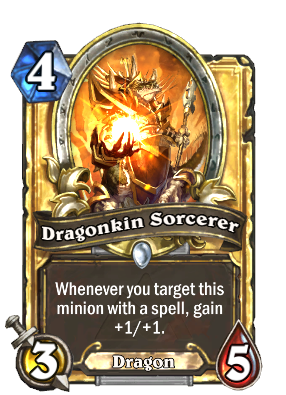 4
Dragonkin Sorcerer
Whenever you target this
minion with a spell, gain
+1/+1.
3
Dragon
5